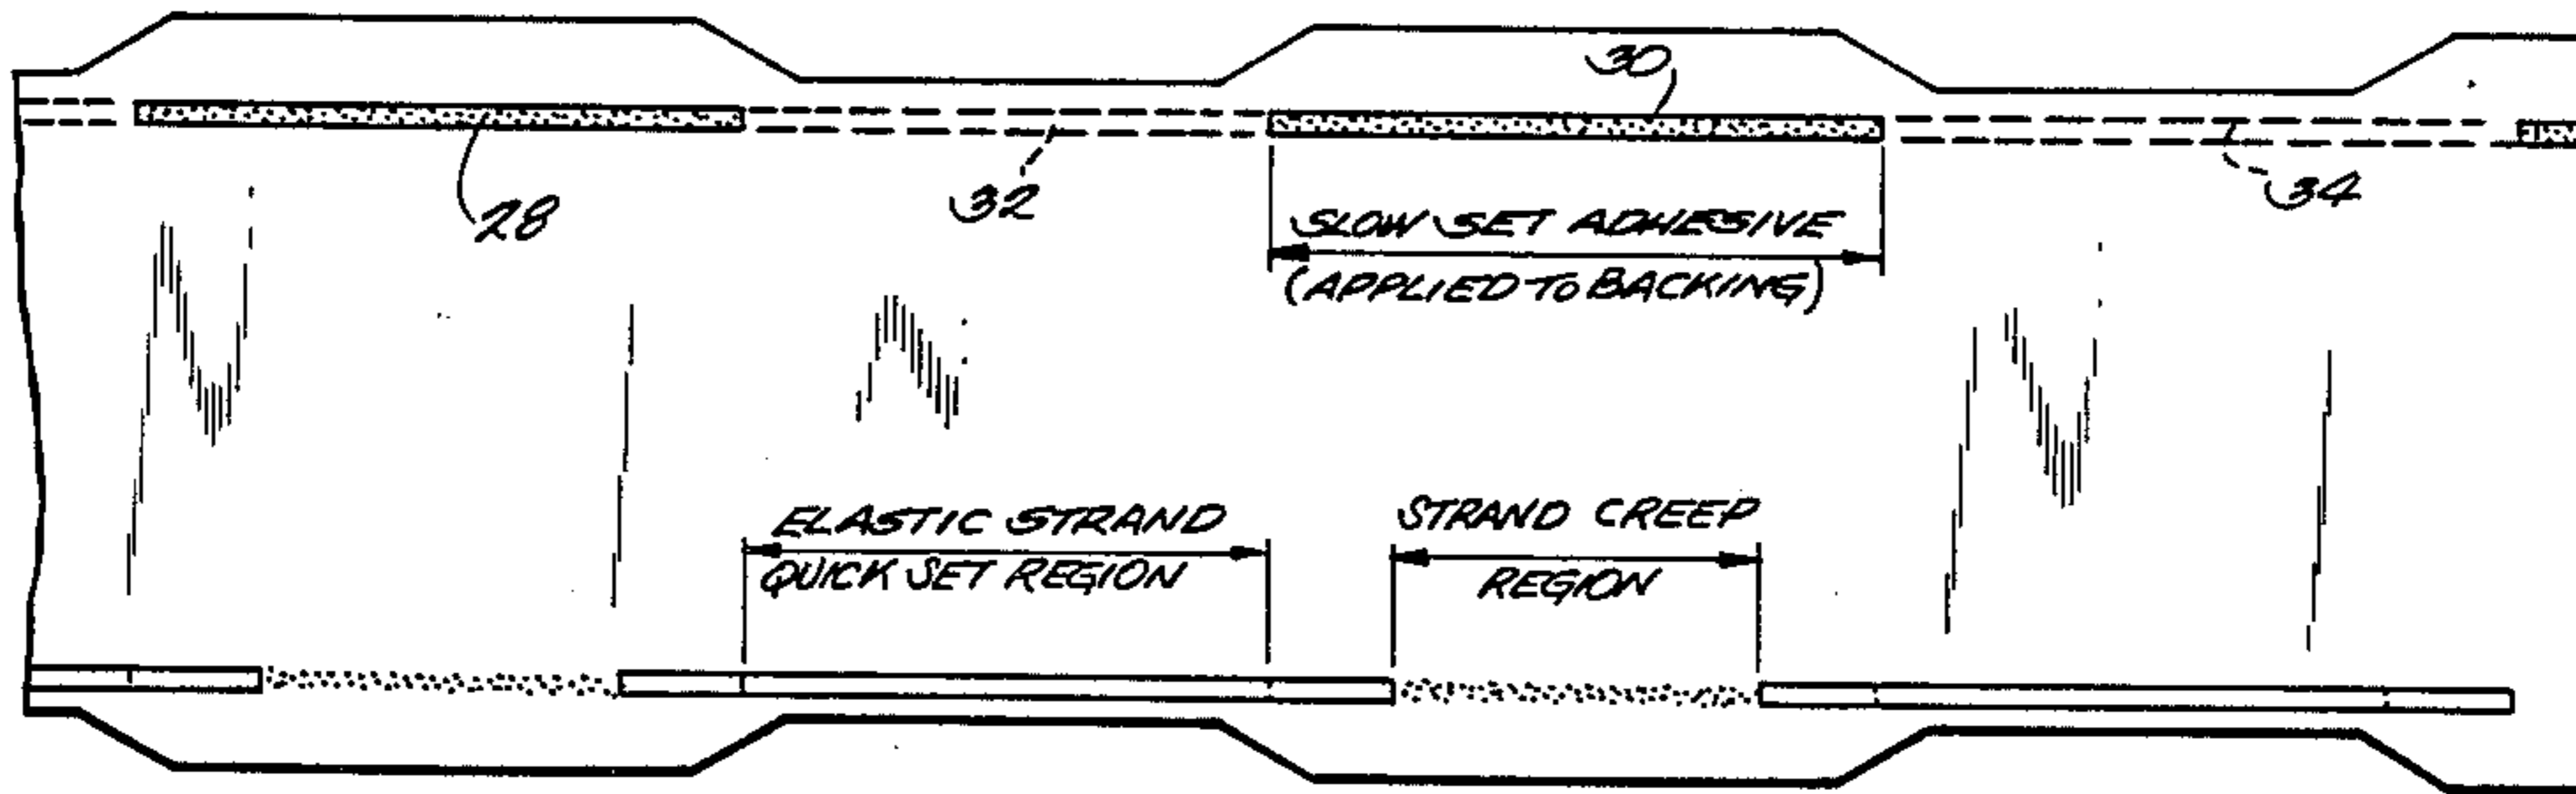 30
28
32
34
SLOW SET ADHESIVE
(APPLIED TO BACKING)
ELASTIC STRAND
QUICK SET REGION
STRAND CREEP
REGION